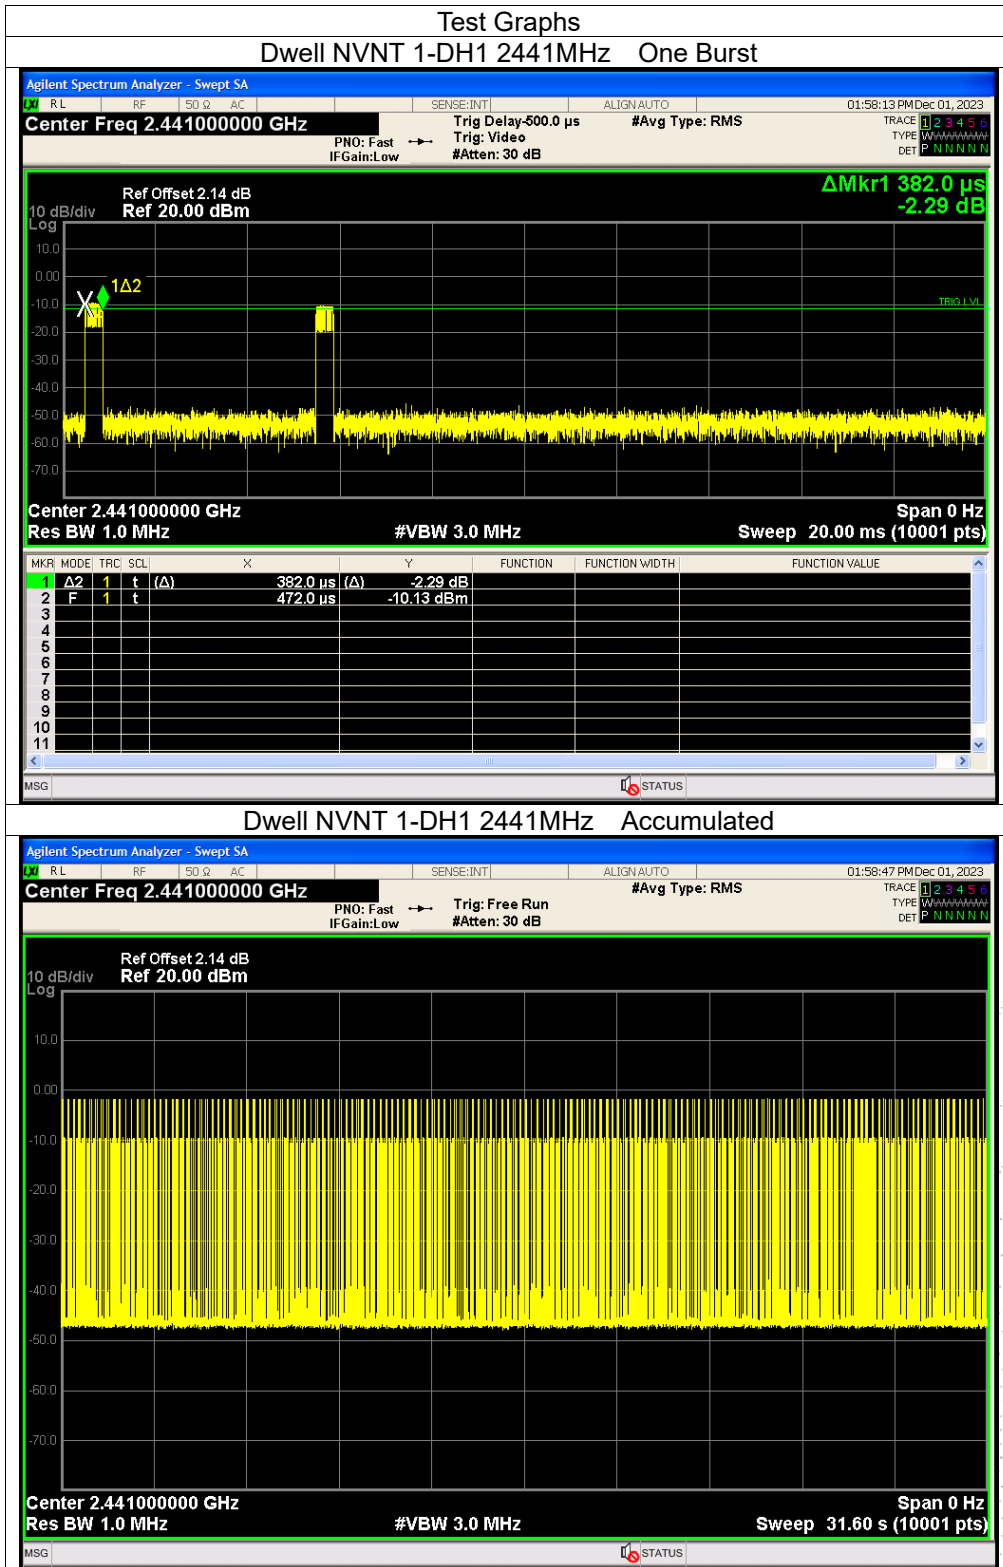 Test Graphs
Dwell NVNT 1-DH1 2441MHz One Burst
Agilent Spectrum Analyzer - Swept SA
LXI RL RF 50 Ω AC SENSE:INT ALIGN AUTO 01:58:13 PM Dec 01, 2023
Center Freq 2.441000000 GHz Trig Delay-500.0 µs #Avg Type: RMS TRACE 1 2 3 4 5 6
PNO: Fast Trig: Video TYPE WWWWWW
IFGain:Low #Atten: 30 dB DET P N N N N N
ΔMkr1 382.0 µs
-2.29 dB
Ref Offset 2.14 dB
10 dB/div Ref 20.00 dBm
Log
10.0
0.00
1Δ2
-10.0
TRIG LVL
-20.0
-30.0
-40.0
-50.0
-60.0
-70.0
Center 2.441000000 GHz Span 0 Hz
Res BW 1.0 MHz #VBW 3.0 MHz Sweep 20.00 ms (10001 pts)
MKR MODE TRC SCL X Y FUNCTION FUNCTION WIDTH FUNCTION VALUE
1 Δ2 1 t (Δ) 382.0 µs (Δ) -2.29 dB
2 F 1 t 472.0 µs -10.13 dBm
3
4
5
6
7
8
9
10
11
MSG STATUS
Dwell NVNT 1-DH1 2441MHz Accumulated
Agilent Spectrum Analyzer - Swept SA
LXI RL RF 50 Ω AC SENSE:INT ALIGN AUTO 01:58:47 PM Dec 01, 2023
Center Freq 2.441000000 GHz #Avg Type: RMS TRACE 1 2 3 4 5 6
PNO: Fast Trig: Free Run TYPE WWWWWW
IFGain:Low #Atten: 30 dB DET P N N N N N
Ref Offset 2.14 dB
10 dB/div Ref 20.00 dBm
Log
10.0
0.00
-10.0
-20.0
-30.0
-40.0
-50.0
-60.0
-70.0
Center 2.441000000 GHz Span 0 Hz
Res BW 1.0 MHz #VBW 3.0 MHz Sweep 31.60 s (10001 pts)
MSG STATUS